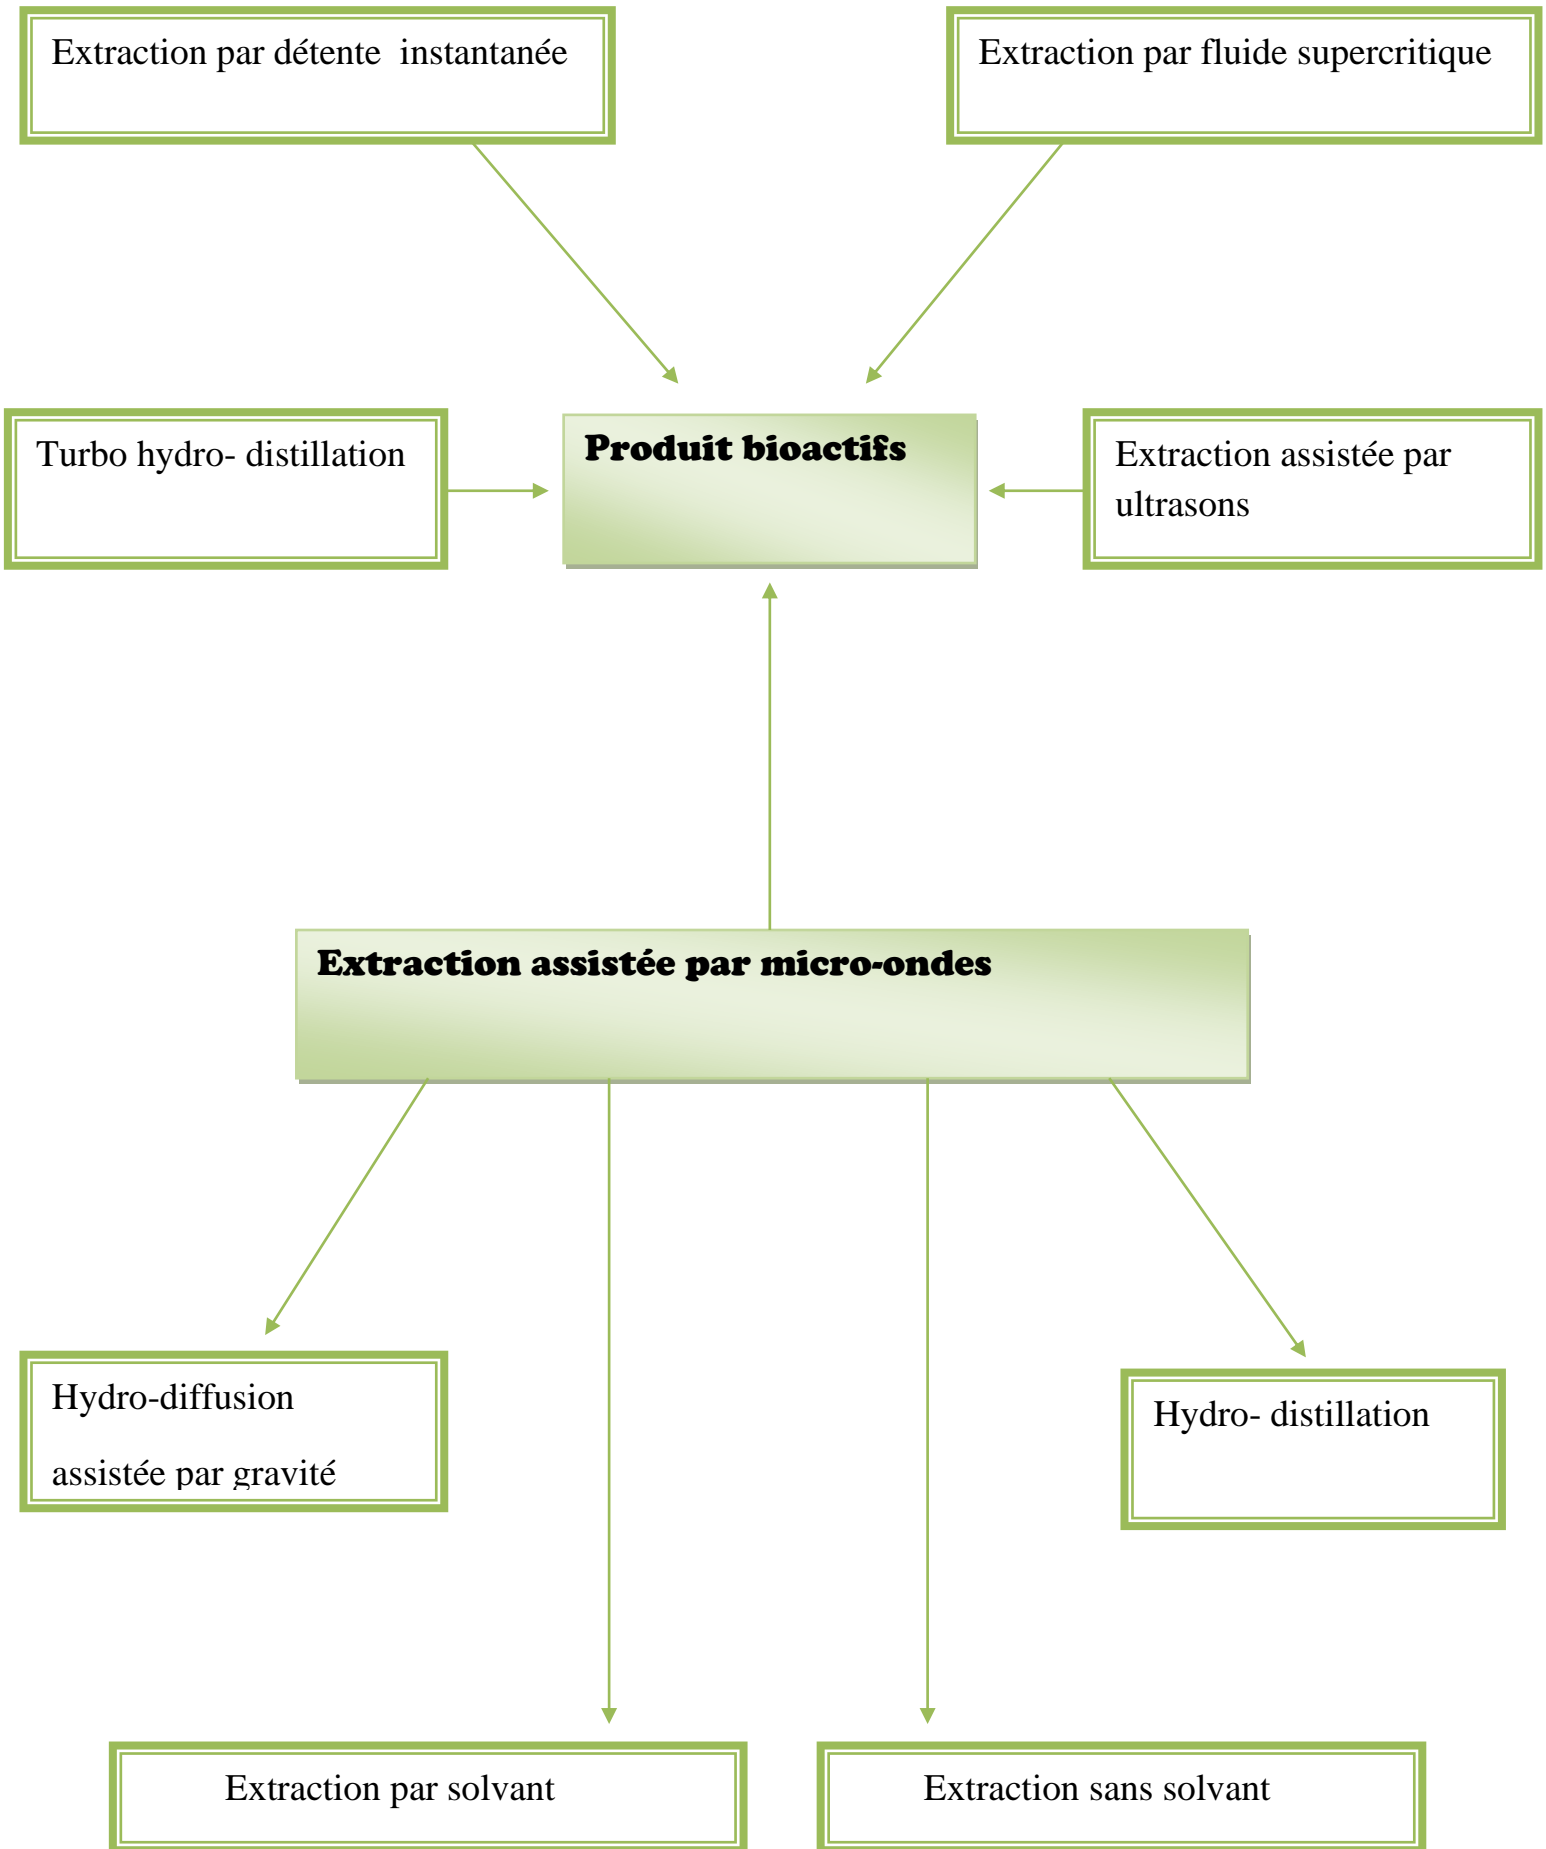 Extraction par détente  instantanée
Extraction par fluide supercritique
Turbo hydro- distillation
Produit bioactifs
Extraction assistée par
ultrasons
Extraction assistée par micro-ondes
Hydro-diffusion
assistée par gravité
Hydro- distillation
Extraction par solvant
Extraction sans solvant